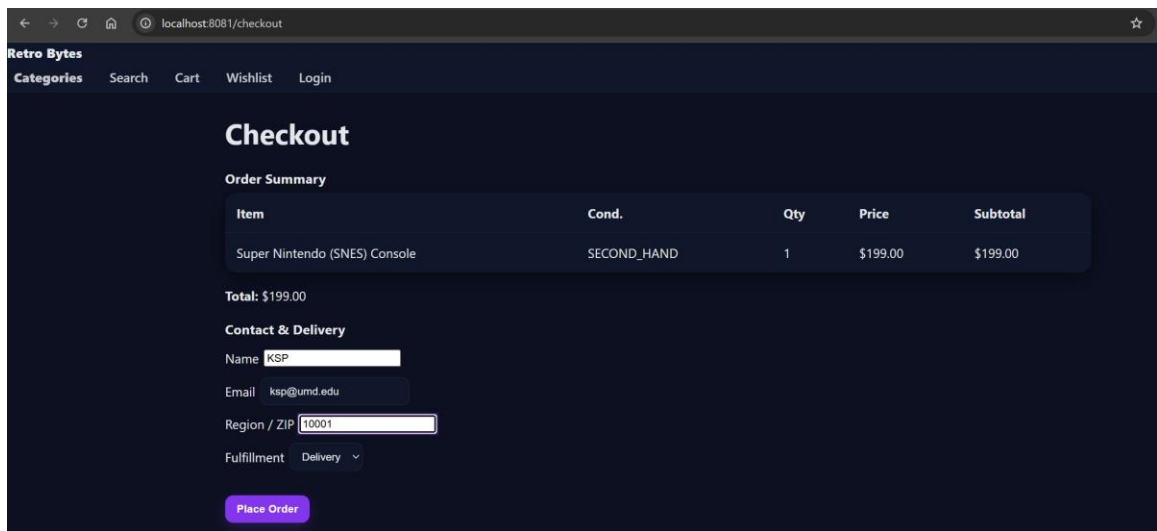 localhost:8081/checkout
Retro Bytes
Categories Search Cart Wishlist Login
Checkout
Order Summary
Item Cond. Qty Price Subtotal
Super Nintendo (SNES) Console SECOND_HAND 1 $199.00 $199.00
Total: $199.00
Contact & Delivery
Name KSP
Email ksp@umd.edu
Region / ZIP 10001
Fulfillment Delivery
Place Order